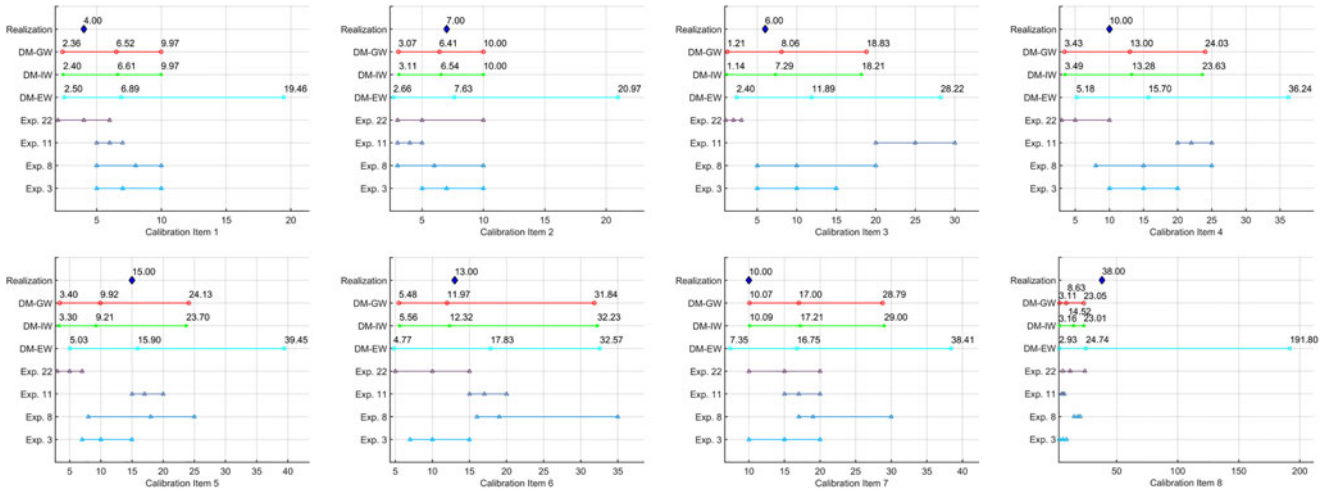 Realization 4.00
DM-GW 2.36 6.52 9.97
DM-IW 2.40 6.61 9.97
DM-EW 2.50 6.89 19.46
Exp. 22
Exp. 11
Exp. 8
Exp. 3
5 10 15 20
Calibration Item 1
Realization 7.00
DM-GW 3.07 6.41 10.00
DM-IW 3.11 6.54 10.00
DM-EW 2.66 7.63 20.97
Exp. 22
Exp. 11
Exp. 8
Exp. 3
5 10 15 20
Calibration Item 2
Realization 6.00
DM-GW 1.21 8.06 18.83
DM-IW 1.14 7.29 18.21
DM-EW 2.40 11.89 28.22
Exp. 22
Exp. 11
Exp. 8
Exp. 3
5 10 15 20 25 30
Calibration Item 3
Realization 10.00
DM-GW 3.43 13.00 24.03
DM-IW 3.49 13.28 23.63
DM-EW 5.18 15.70 36.24
Exp. 22
Exp. 11
Exp. 8
Exp. 3
5 10 15 20 25 30 35
Calibration Item 4
Realization 15.00
DM-GW 3.40 9.92 24.13
DM-IW 3.30 9.21 23.70
DM-EW 5.03 15.90 39.45
Exp. 22
Exp. 11
Exp. 8
Exp. 3
5 10 15 20 25 30 35 40
Calibration Item 5
Realization 13.00
DM-GW 5.48 11.97 31.84
DM-IW 5.56 12.32 32.23
DM-EW 4.77 17.83 32.57
Exp. 22
Exp. 11
Exp. 8
Exp. 3
5 10 15 20 25 30 35
Calibration Item 6
Realization 10.00
DM-GW 10.07 17.00 28.79
DM-IW 10.09 17.21 29.00
DM-EW 7.35 16.75 38.41
Exp. 22
Exp. 11
Exp. 8
Exp. 3
10 15 20 25 30 35 40
Calibration Item 7
Realization 38.00
DM-GW 3.11 8.63 23.05
DM-IW 3.16 14.52 23.01
DM-EW 2.93 24.74 191.80
Exp. 22
Exp. 11
Exp. 8
Exp. 3
50 100 150 200
Calibration Item 8